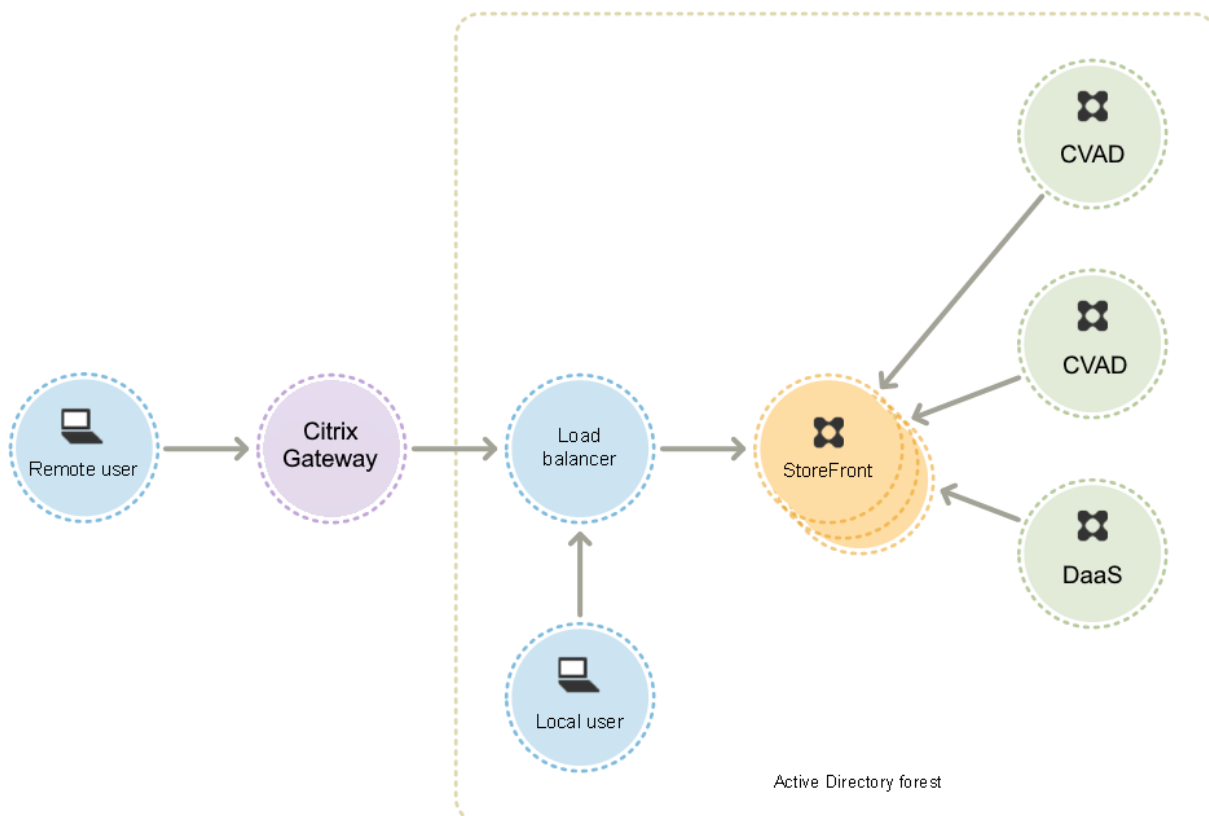 CVAD
CVAD
Remote user
Citrix
Gateway
Load
balancer
StoreFront
DaaS
Local user
Active Directory forest